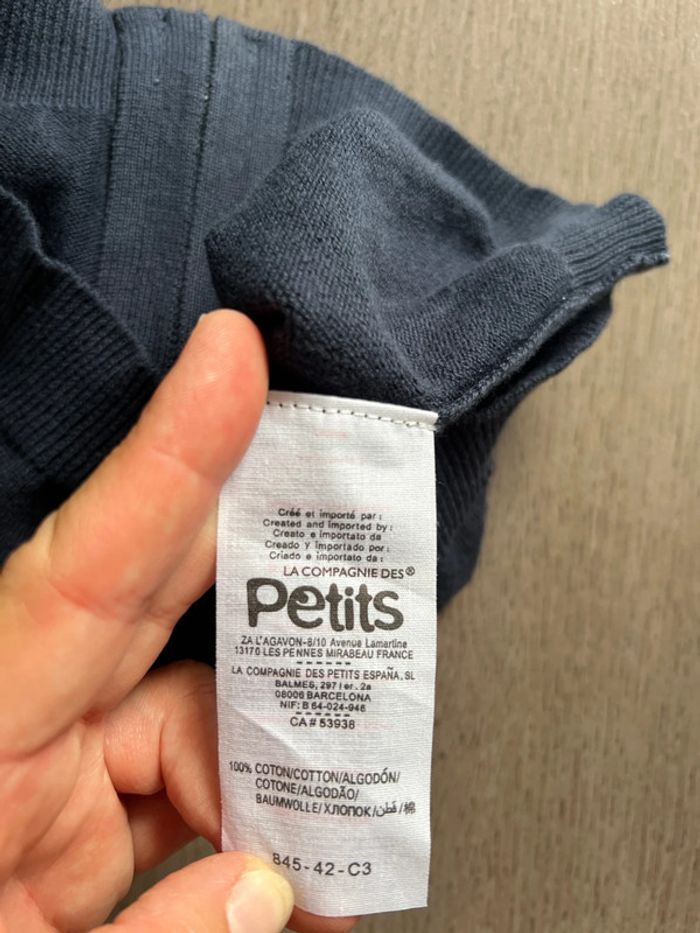 Créé et importé par :
Created and imported by :
Creato e importato da
Creado y importado por :
Criado e importado da :
LA COMPAGNIE DES®
Petits
ZA L'AGAVON-8/10 Avenue Lamartine
13170 LES PENNES MIRABEAU FRANCE
LA COMPAGNIE DES PETITS ESPAÑA, SL
BALMES, 297 1 er. 2a
08006 BARCELONA
NIF: B 64-024-946
CA # 53938
100% COTON/COTTON/ALGODÓN/
COTONE/ALGODÃO/
BAUMWOLLE/ХЛОПОК/قطن/棉
845-42-C3